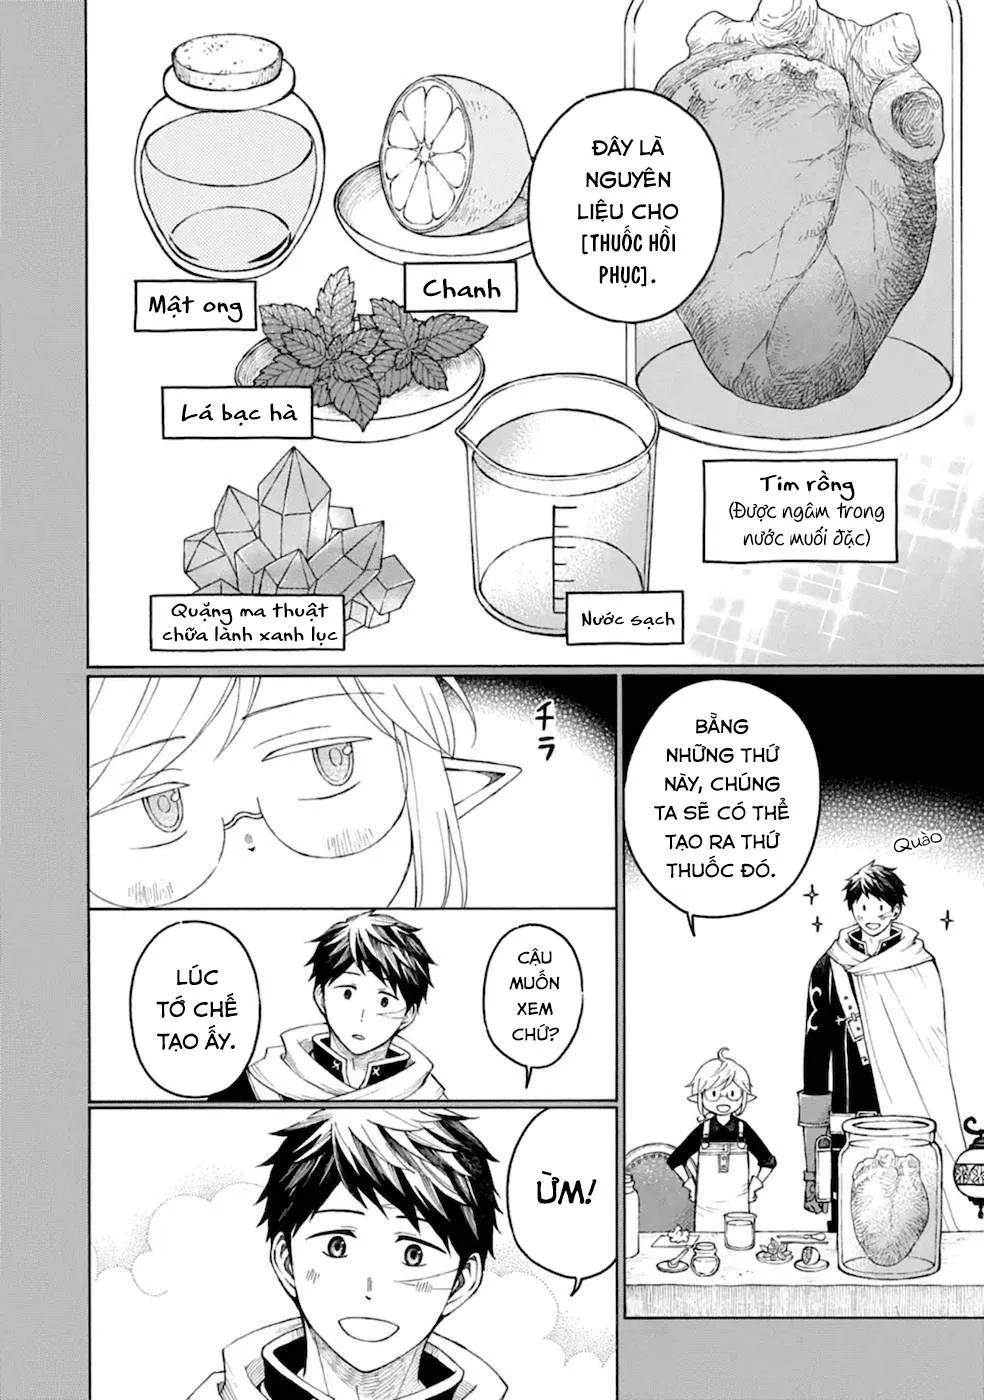 ĐÂY LÀ
NGUYÊN
LIỆU CHO
[THUỐC HỒI
PHỤC].
Chanh
Mật ong
Lá bạc hà
Tim rồng
(Được ngâm trong
nước muối đặc)
Quặng ma thuật
chữa lành xanh lục
Nước sạch
BẰNG
NHỮNG THỨ
NÀY, CHÚNG
TA SẼ CÓ THỂ
TẠO RA THỨ
THUỐC ĐÓ.
Quào
チラ
CẬU
MUỐN
XEM
CHỨ?
LÚC
TỚ CHẾ
TẠO ẤY.
ỪM!